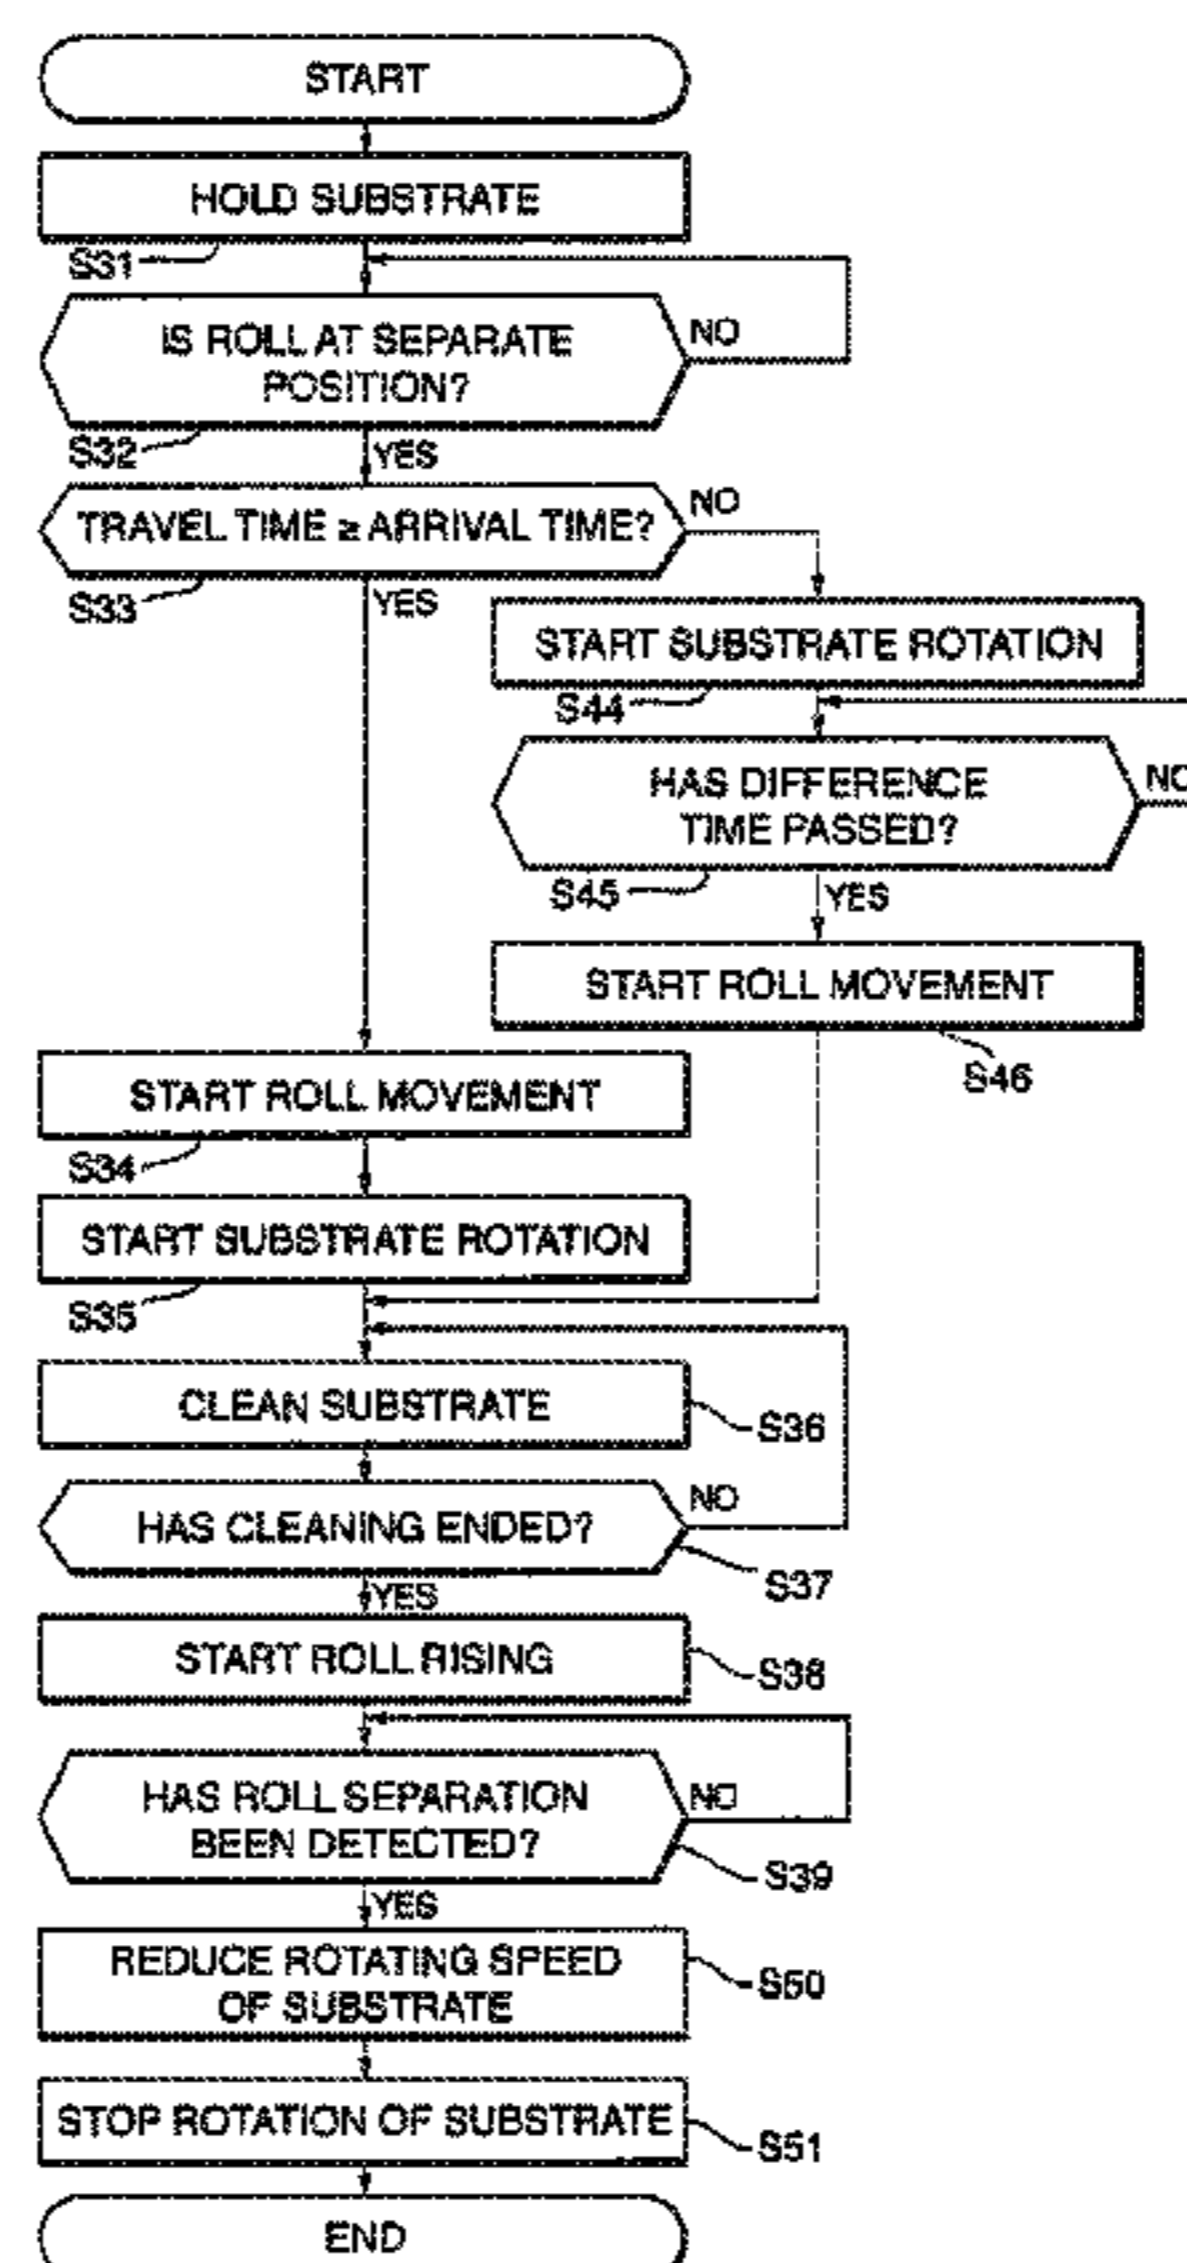 START
HOLD SUBSTRATE
S31
IS ROLL AT SEPARATE
POSITION?
NO
S32
YES
TRAVEL TIME ≥ ARRIVAL TIME?
NO
S33
YES
START SUBSTRATE ROTATION
S44
HAS DIFFERENCE
TIME PASSED?
NO
S45
YES
START ROLL MOVEMENT
S46
START ROLL MOVEMENT
S34
START SUBSTRATE ROTATION
S35
CLEAN SUBSTRATE
S36
HAS CLEANING ENDED?
NO
S37
YES
START ROLL RISING
S38
HAS ROLL SEPARATION
BEEN DETECTED?
NO
S39
YES
REDUCE ROTATING SPEED
OF SUBSTRATE
S50
STOP ROTATION OF SUBSTRATE
S51
END